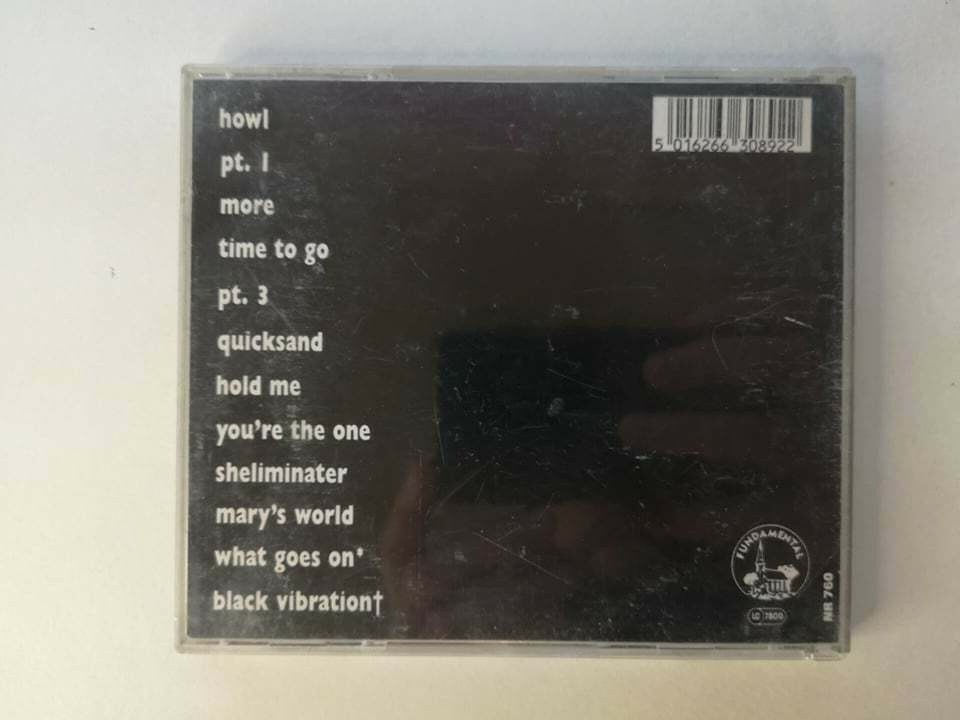 howl
pt. 1
more
time to go
pt. 3
quicksand
hold me
you're the one
sheliminater
mary's world
what goes on*
black vibration†
5 016266 308922
FUNDAMENTAL
LC 7800
NR 760